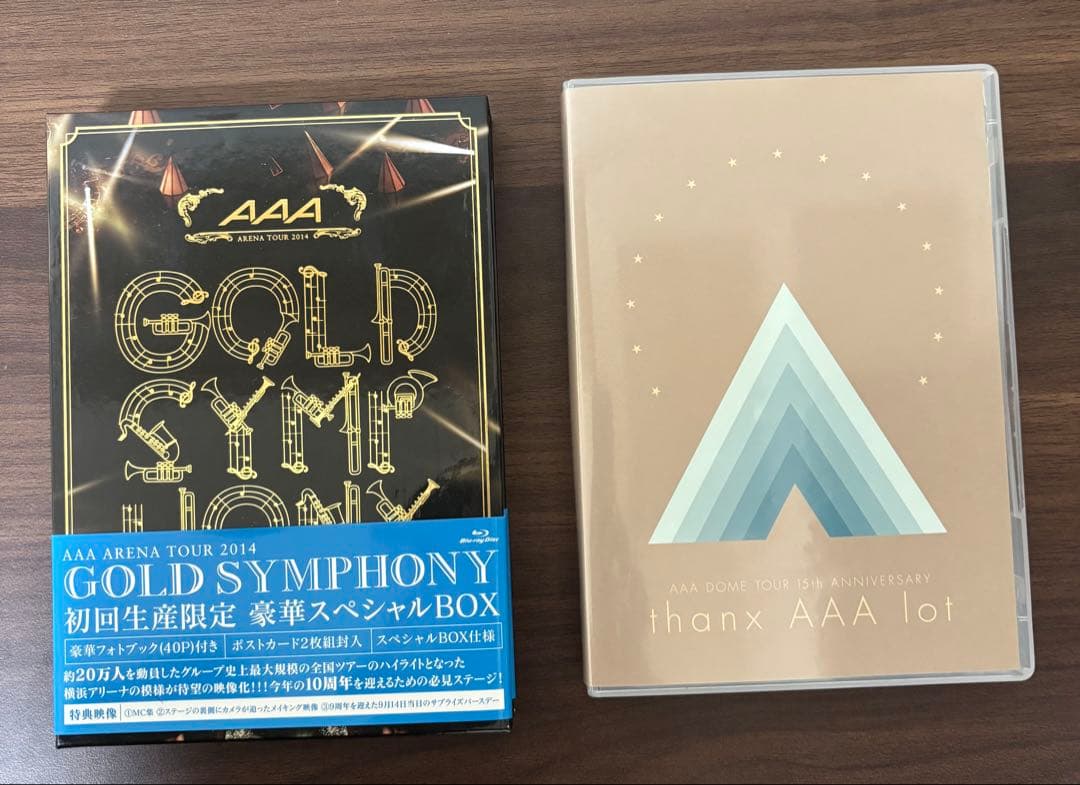 AAA
ARENA TOUR 2014
GOLD
SYMP
HONY
Blu-ray Disc
AAA ARENA TOUR 2014
GOLD SYMPHONY
初回生産限定 豪華スペシャルBOX
豪華フォトブック(40P)付き ポストカード2枚組封入 スペシャルBOX仕様
約20万人を動員したグループ史上最大規模の全国ツアーのハイライトとなった
横浜アリーナの模様が待望の映像化!!!今年の10周年を迎えるための必見ステージ!
特典映像 ①MC集 ②ステージの裏側にカメラが迫ったメイキング映像 ③9周年を迎えた9月14日当日のサプライズバースデー
AAA DOME TOUR 15th ANNIVERSARY
thanx AAA lot